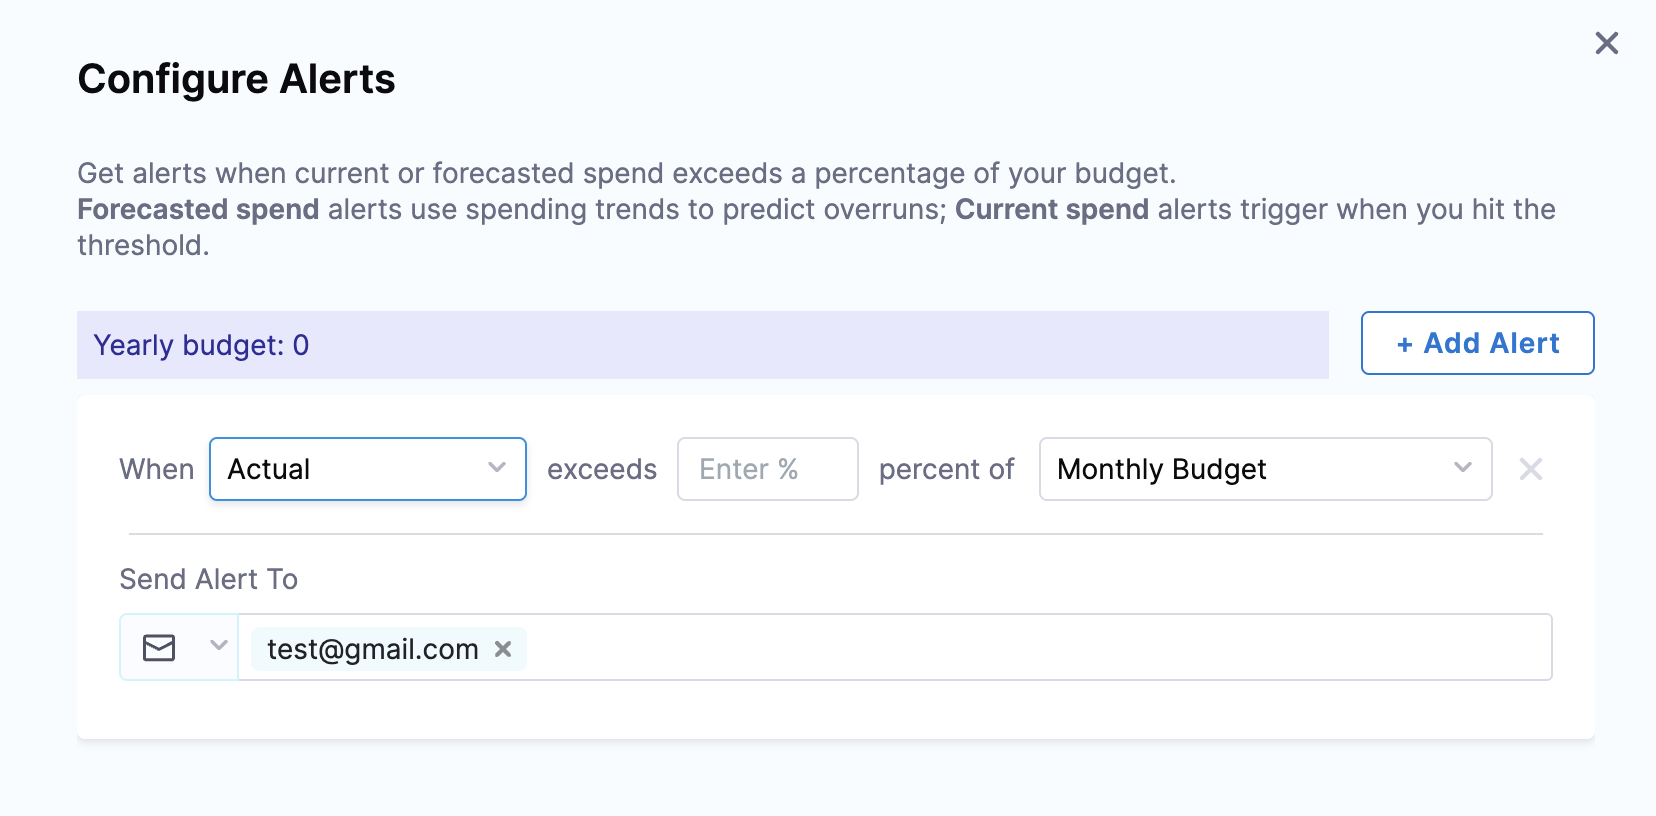 Configure Alerts
Get alerts when current or forecasted spend exceeds a percentage of your budget.
Forecasted spend alerts use spending trends to predict overruns; Current spend alerts trigger when you hit the
threshold.
Yearly budget: 0
+ Add Alert
When Actual exceeds Enter % percent of Monthly Budget
Send Alert To
test@gmail.com